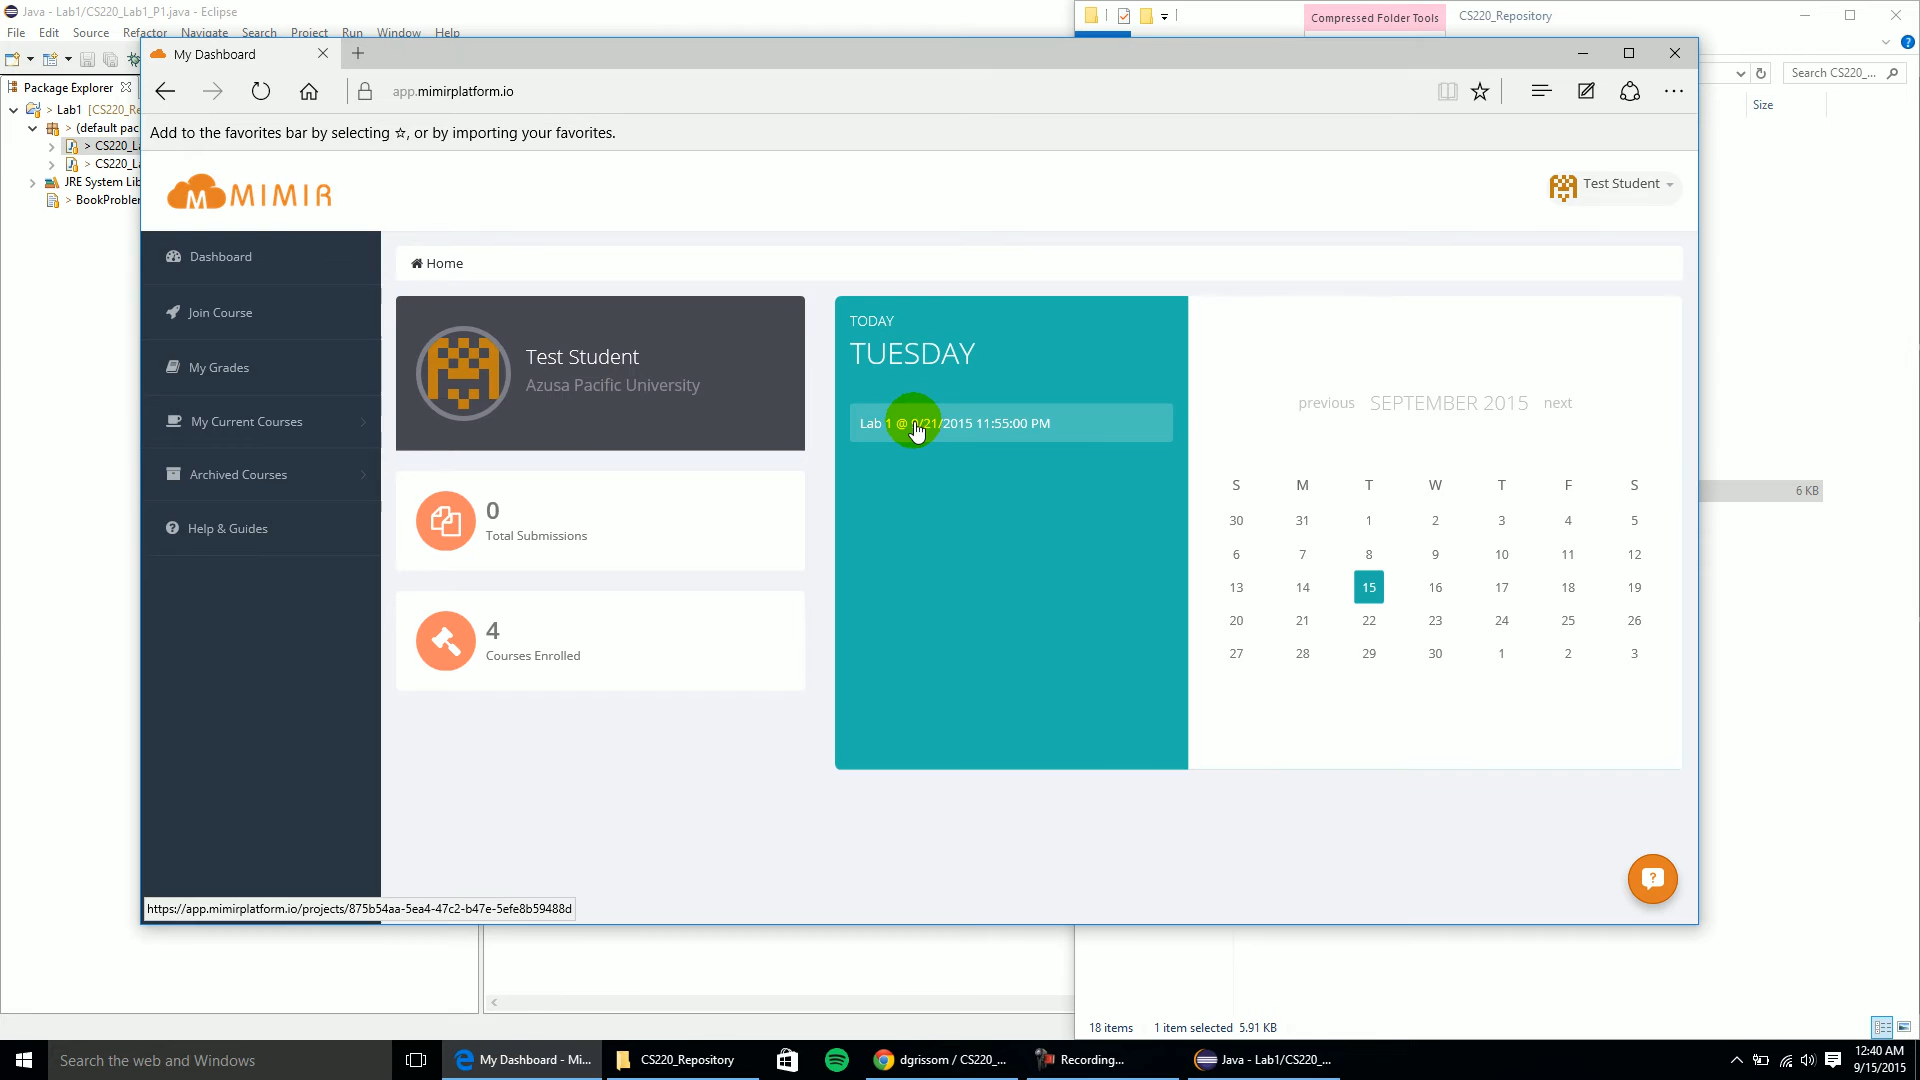 Java - Lab1/CS220_Lab1_P1.java - Eclipse
File Edit Source Refactor Navigate Search Project Run Window Help
Package Explorer
> Lab1 [CS220_Re
> (default pac
> CS220_La
> CS220_La
JRE System Lib
> BookProbler
Compressed Folder Tools
CS220_Repository
Search CS220_...
Size
6 KB
My Dashboard
app.mimirplatform.io
Add to the favorites bar by selecting ☆, or by importing your favorites.
MIMIR
Test Student
Dashboard
Join Course
My Grades
My Current Courses
Archived Courses
Help & Guides
Home
Test Student
Azusa Pacific University
0
Total Submissions
4
Courses Enrolled
TODAY
TUESDAY
Lab 1 @ 9/21/2015 11:55:00 PM
previous SEPTEMBER 2015 next
S M T W T F S
30 31 1 2 3 4 5
6 7 8 9 10 11 12
13 14 15 16 17 18 19
20 21 22 23 24 25 26
27 28 29 30 1 2 3
https://app.mimirplatform.io/projects/875b54aa-5ea4-47c2-b47e-5efe8b59488d
18 items 1 item selected 5.91 KB
Search the web and Windows
My Dashboard - Mi...
CS220_Repository
dgrissom / CS220_...
Recording...
Java - Lab1/CS220_...
12:40 AM
9/15/2015